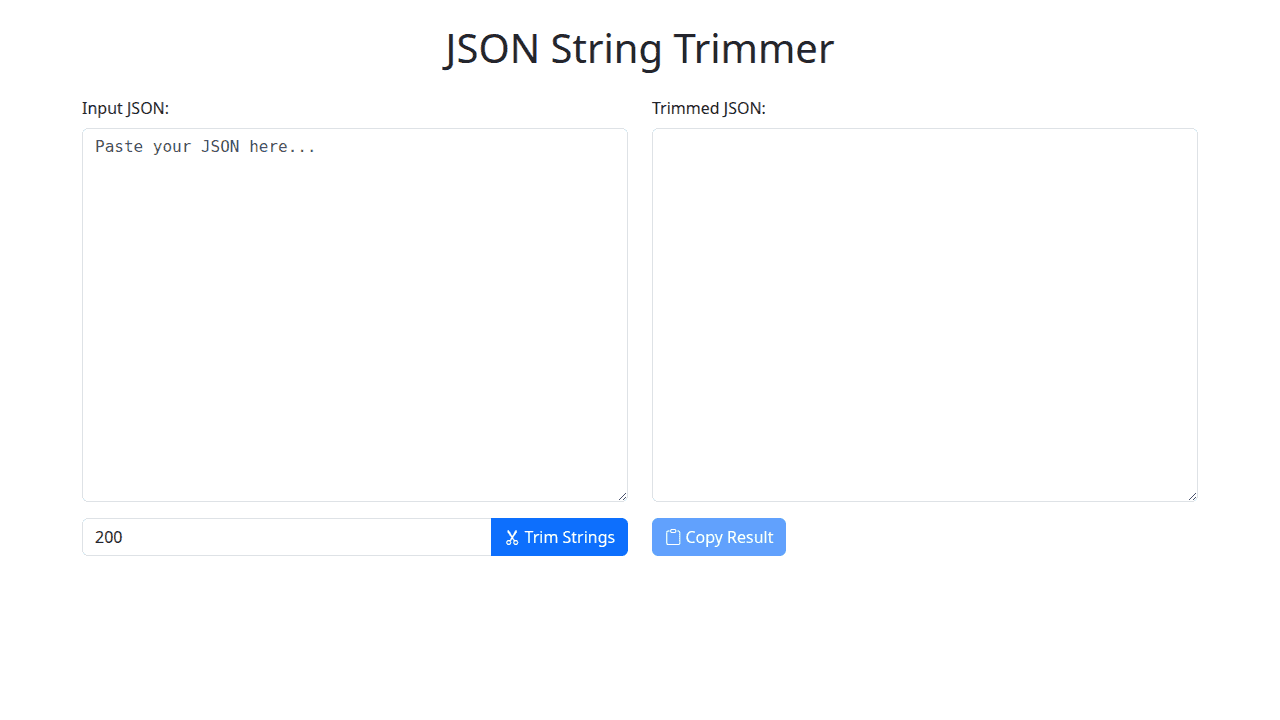 JSON String Trimmer
Input JSON:
Paste your JSON here...
200
Trim Strings
Trimmed JSON:
Copy Result